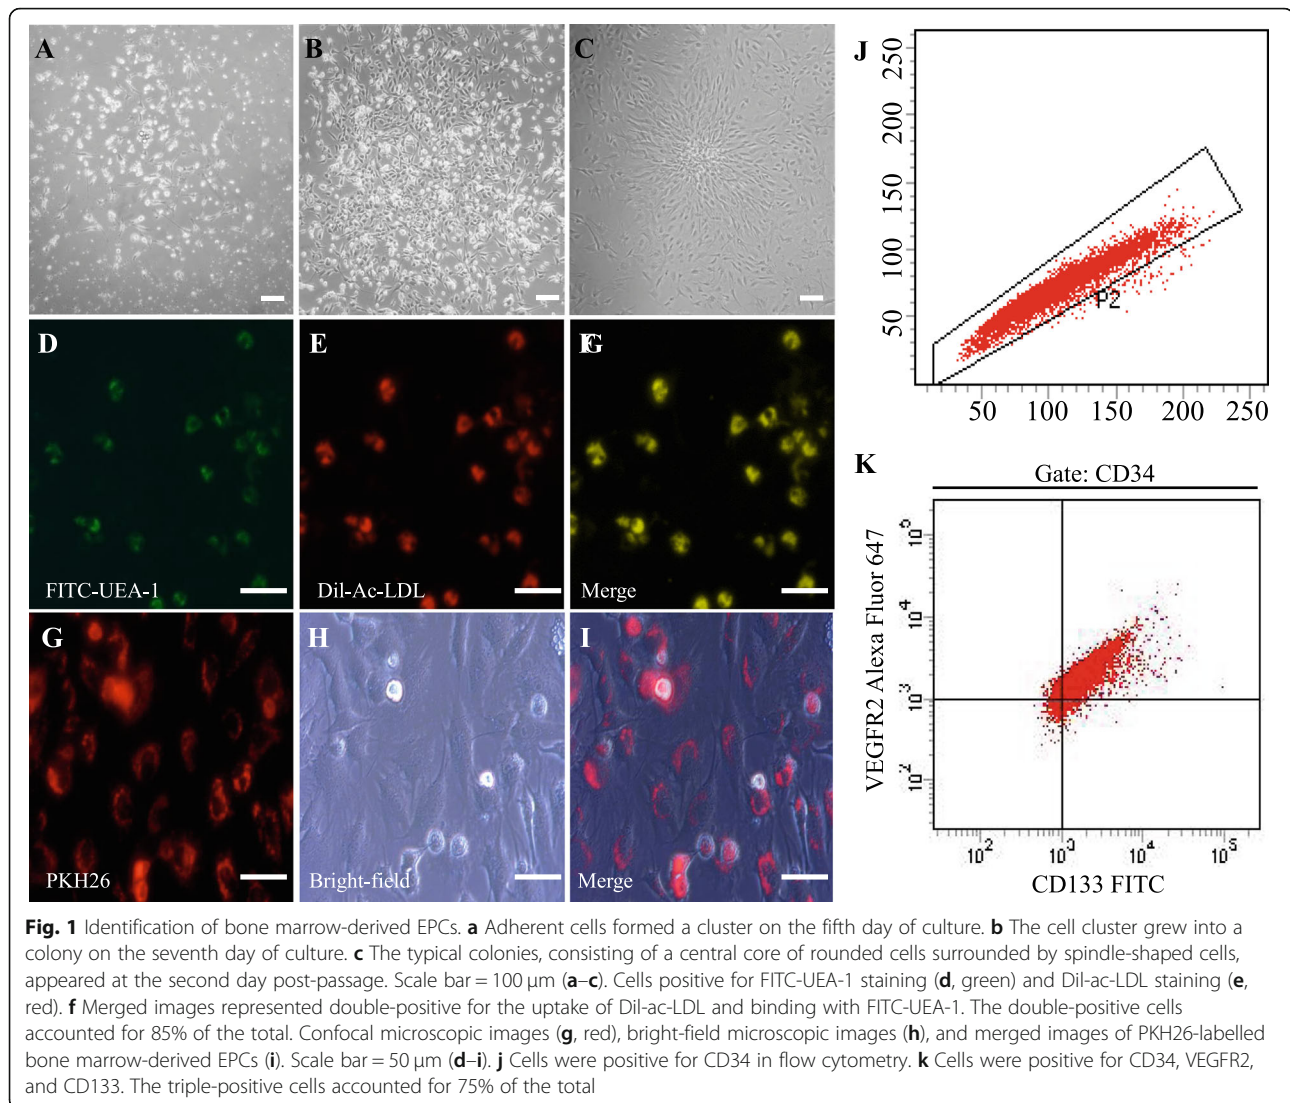 A
B
C
D
FITC-UEA-1
E
Dil-Ac-LDL
FG
Merge
G
PKH26
H
Bright-field
I
Merge
J
250
200
150
100
50
P2
50 100 150 200 250
K
Gate: CD34
VEGFR2 Alexa Fluor 647
10^5
10^4
10^3
10^2
10^2 10^3 10^4 10^5
CD133 FITC
Fig. 1 Identification of bone marrow-derived EPCs. a Adherent cells formed a cluster on the fifth day of culture. b The cell cluster grew into a
colony on the seventh day of culture. c The typical colonies, consisting of a central core of rounded cells surrounded by spindle-shaped cells,
appeared at the second day post-passage. Scale bar = 100 μm (a–c). Cells positive for FITC-UEA-1 staining (d, green) and Dil-ac-LDL staining (e,
red). f Merged images represented double-positive for the uptake of Dil-ac-LDL and binding with FITC-UEA-1. The double-positive cells
accounted for 85% of the total. Confocal microscopic images (g, red), bright-field microscopic images (h), and merged images of PKH26-labelled
bone marrow-derived EPCs (i). Scale bar = 50 μm (d–i). j Cells were positive for CD34 in flow cytometry. k Cells were positive for CD34, VEGFR2,
and CD133. The triple-positive cells accounted for 75% of the total